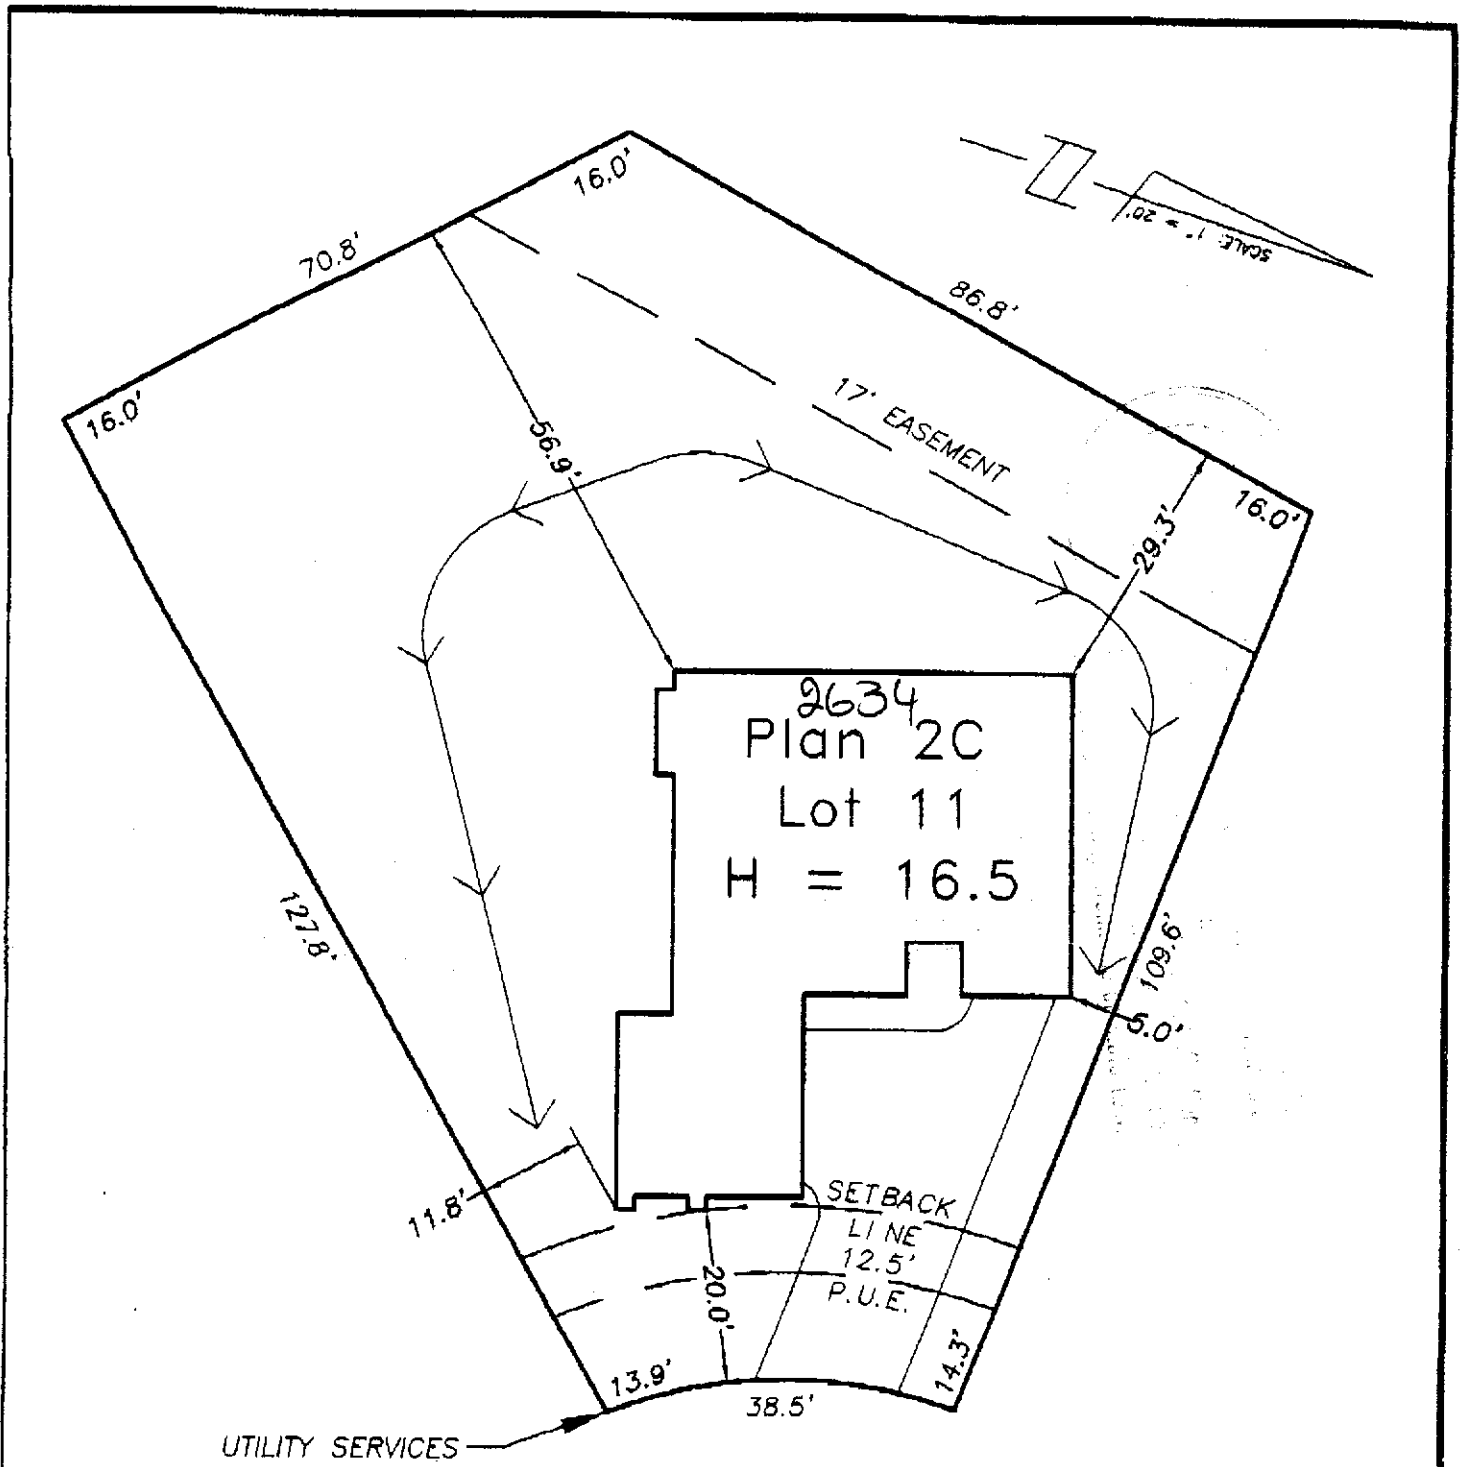 16.0'
70.8'
SCALE: 1" = 20'
86.8'
17' EASEMENT
16.0'
56.9'
16.0'
29.3'
2634
Plan 2C
Lot 11
H = 16.5
127.8'
109.6'
5.0'
11.8'
SETBACK
LINE
12.5'
P.U.E.
20.0'
14.3'
13.9'
38.5'
UTILITY SERVICES